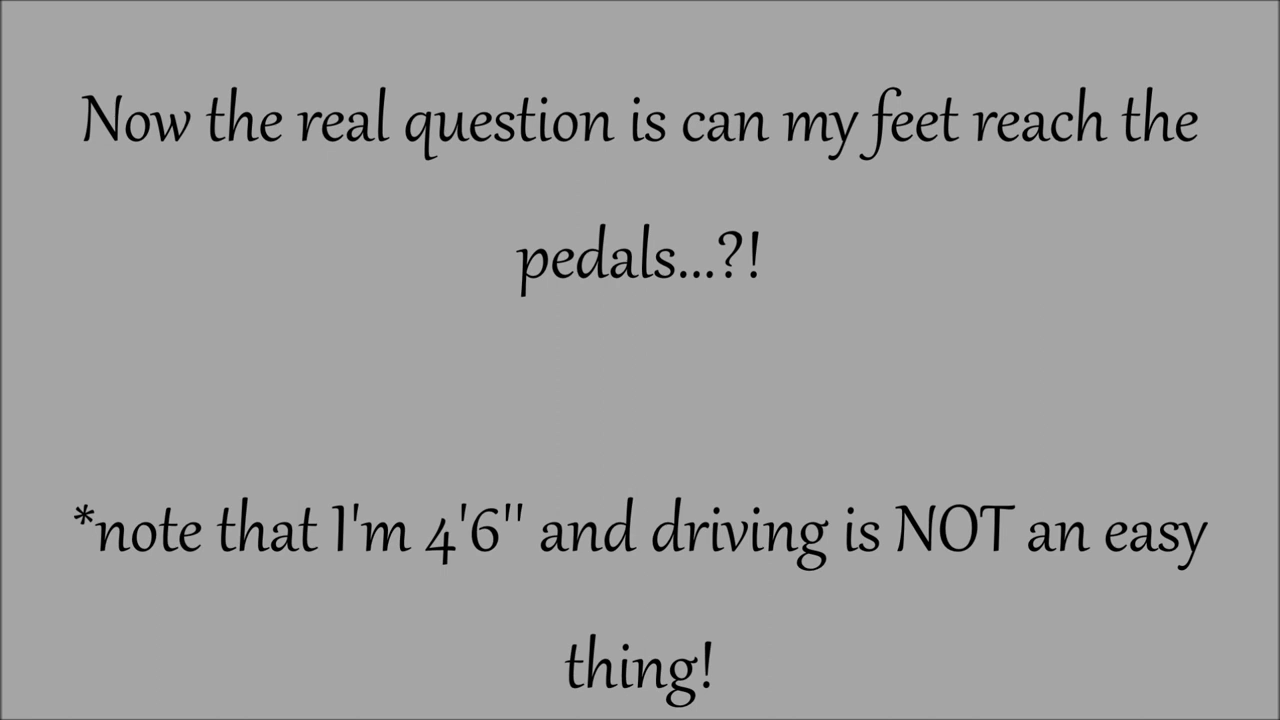 Now the real question is can my feet reach the
pedals...?!
*note that I'm 4'6" and driving is NOT an easy
thing!